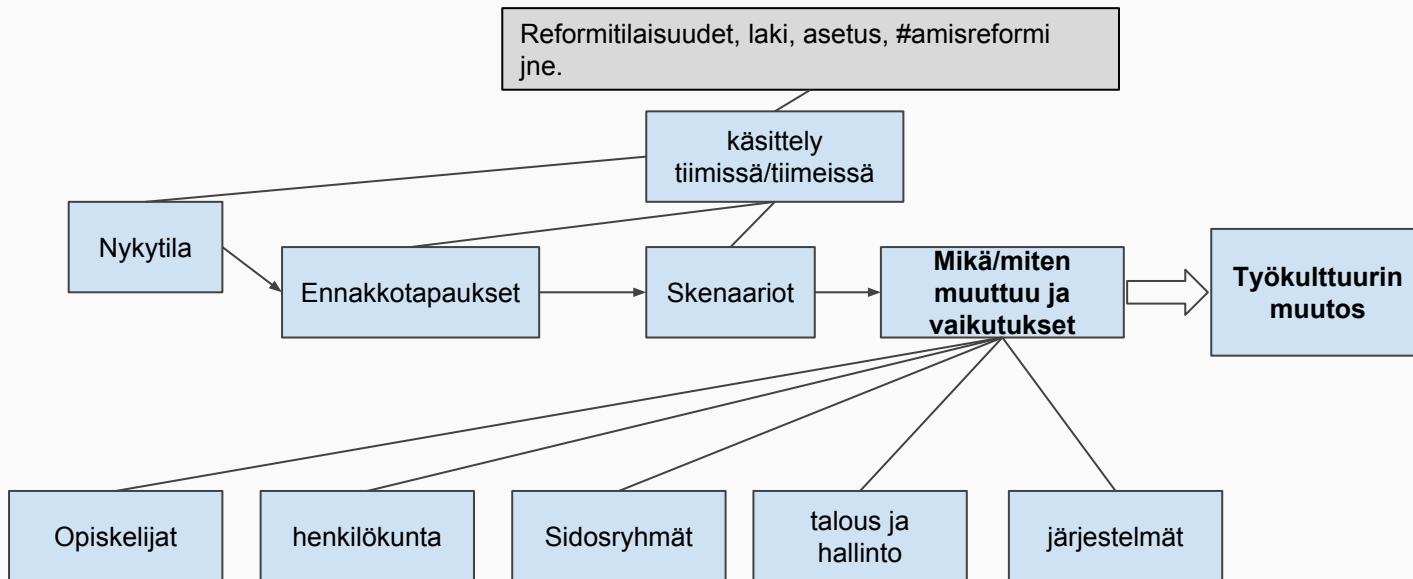 Reformitilaisuudet, laki, asetus, #amisreformi
jne.
käsittely
tiimissä/tiimeissä
Nykytila
Ennakkotapaukset
Skenaariot
Mikä/miten
muuttuu ja
vaikutukset
Työkulttuurin
muutos
Opiskelijat
henkilökunta
Sidosryhmät
talous ja
hallinto
järjestelmät